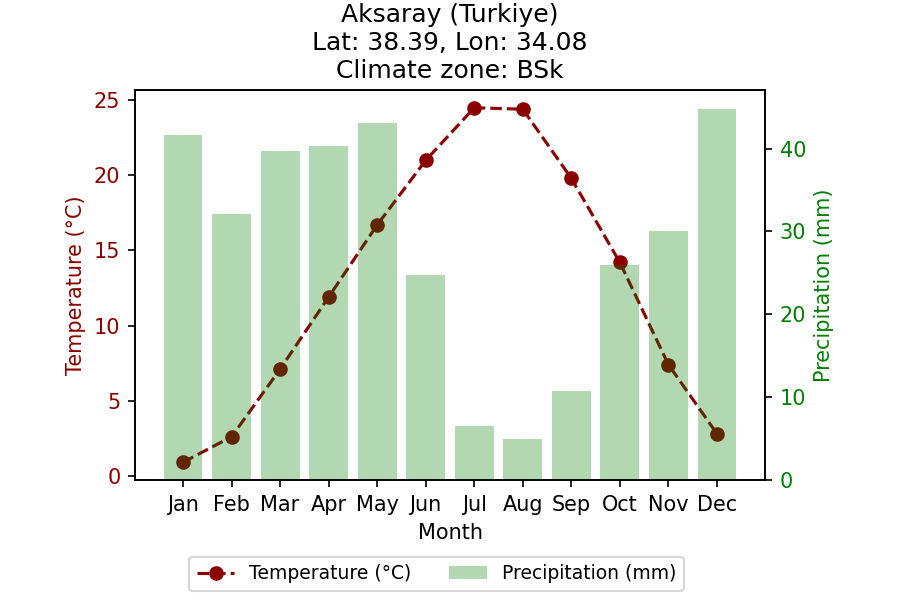 Aksaray (Turkiye)
Lat: 38.39, Lon: 34.08
Climate zone: BSk
25
20
15
10
5
0
Temperature (°C)
40
30
20
10
0
Precipitation (mm)
Jan Feb Mar Apr May Jun Jul Aug Sep Oct Nov Dec
Month
Temperature (°C) Precipitation (mm)